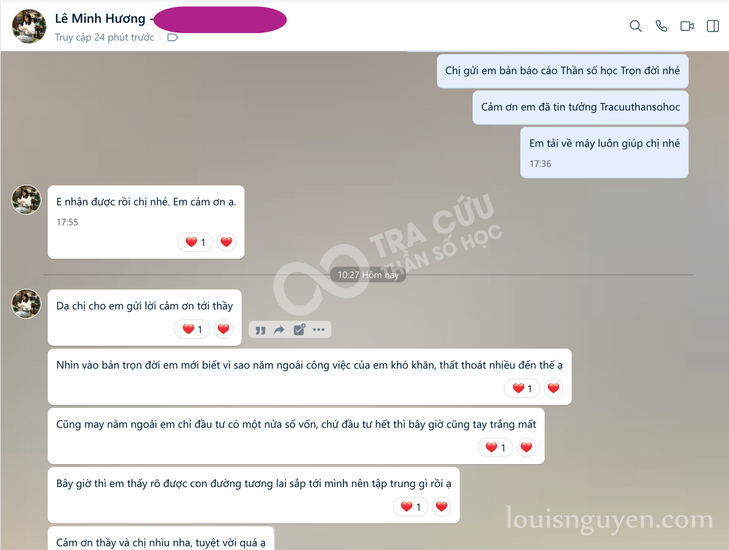 Lê Minh Hương -
Truy cập 24 phút trước
Chị gửi em bản báo cáo Thần số học Trọn đời nhé
Cảm ơn em đã tin tưởng Tracuuthansohoc
Em tải về máy luôn giúp chị nhé
17:36
E nhận được rồi chị nhé. Em cảm ơn ạ.
17:55
1
TRA CỨU
THẦN SỐ HỌC
10:27 Hôm nay
Dạ chị cho em gửi lời cảm ơn tới thầy
1
Nhìn vào bản trọn đời em mới biết vì sao năm ngoái công việc của em khó khăn, thất thoát nhiều đến thế ạ
1
Cũng may năm ngoái em chỉ đầu tư có một nửa số vốn, chứ đầu tư hết thì bây giờ cũng tay trắng mất
1
Bây giờ thì em thấy rõ được con đường tương lai sắp tới mình nên tập trung gì rồi ạ
1
louisnguyen.com
Cảm ơn thầy và chị nhìu nha, tuyệt vời quá ạ